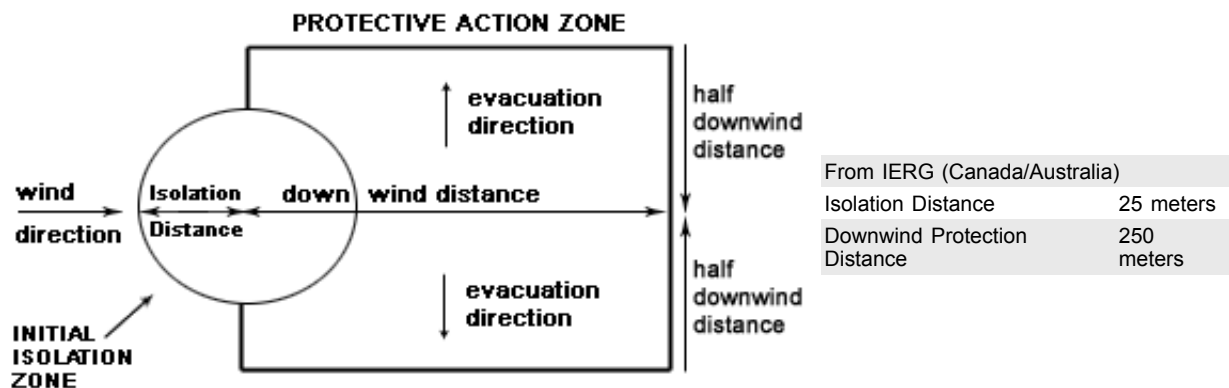 PROTECTIVE ACTION ZONE
evacuation
direction
half
downwind
distance
wind
direction
Isolation
Distance
down wind distance
evacuation
direction
half
downwind
distance
INITIAL
ISOLATION
ZONE
From IERG (Canada/Australia)
Isolation Distance 25 meters
Downwind Protection 250
Distance meters